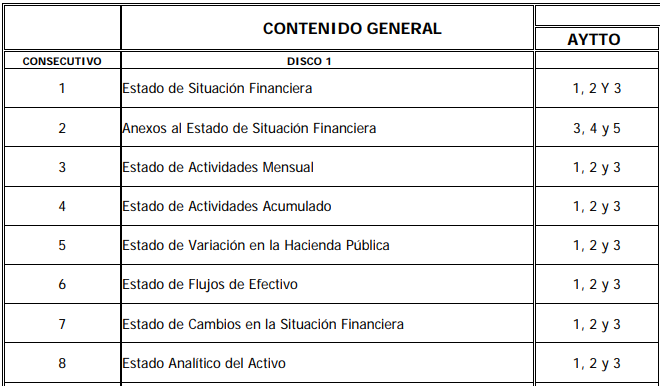 CONTENIDO GENERAL
AYTTO
CONSECUTIVO DISCO 1
1 Estado de Situación Financiera 1, 2 Y 3
2 Anexos al Estado de Situación Financiera 3, 4 y 5
3 Estado de Actividades Mensual 1, 2 y 3
4 Estado de Actividades Acumulado 1, 2 y 3
5 Estado de Variación en la Hacienda Pública 1, 2 y 3
6 Estado de Flujos de Efectivo 1, 2 y 3
7 Estado de Cambios en la Situación Financiera 1, 2 y 3
8 Estado Analítico del Activo 1, 2 y 3